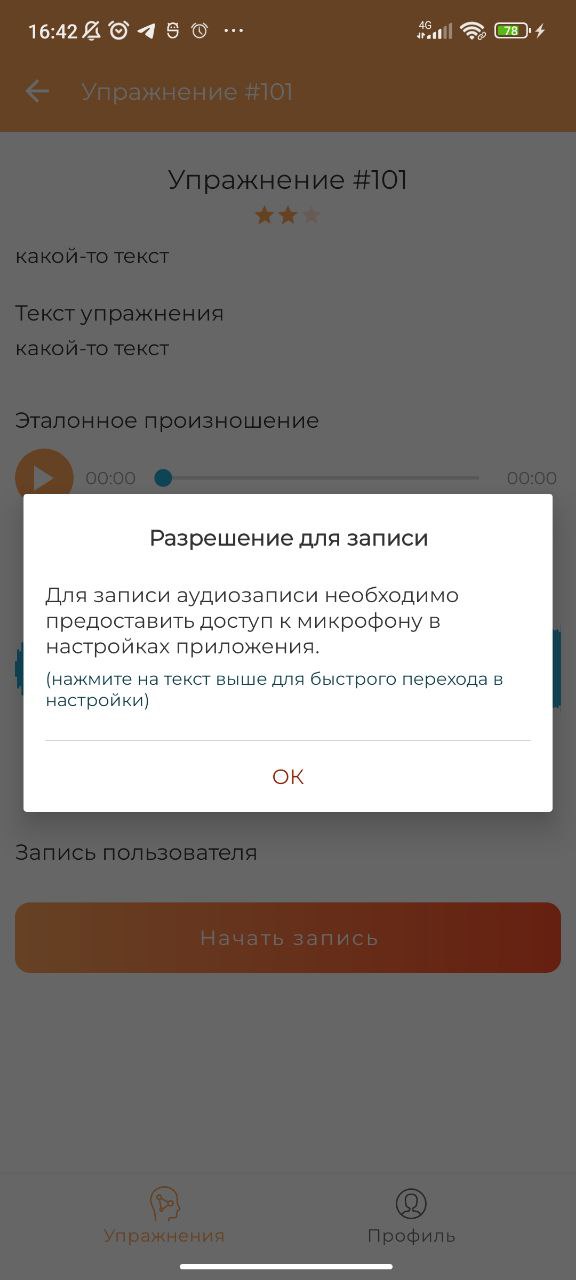 16:42
4G
78
Упражнение #101
Упражнение #101
какой-то текст
Текст упражнения
какой-то текст
Эталонное произношение
00:00
00:00
Разрешение для записи
Для записи аудиозаписи необходимо
предоставить доступ к микрофону в
настройках приложения.
(нажмите на текст выше для быстрого перехода в
настройки)
ОК
Запись пользователя
Начать запись
Упражнения
Профиль